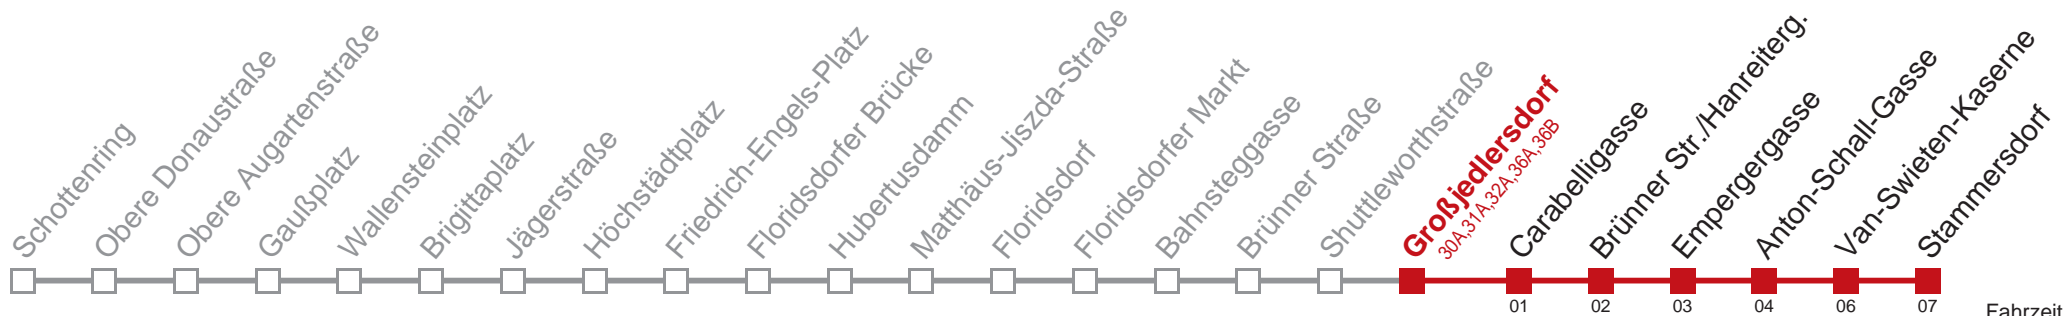 Schottenring
Obere Donaustraße
Obere Augartenstraße
Gaußplatz
Wallensteinplatz
Brigittaplatz
Jägerstraße
Höchstädtplatz
Friedrich-Engels-Platz
Floridsdorfer Brücke
Hubertusdamm
Matthäus-Jiszda-Straße
Floridsdorf
Floridsdorfer Markt
Bahnsteggasse
Brünner Straße
Shuttleworthstraße
Großjedlersdorf
30A,31A,32A,36A,36B
Carabelligasse
Brünner Str./Hanreiterg.
Empergergasse
Anton-Schall-Gasse
Van-Swieten-Kaserne
Stammersdorf
01 02 03 04 06 07
Fahrzeit